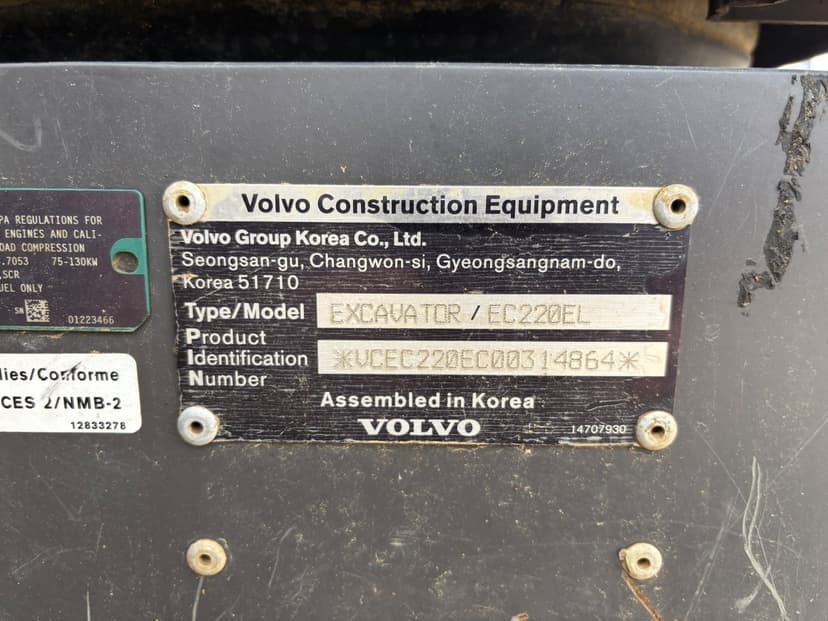 PA REGULATIONS FOR
ENGINES AND CALI-
OAD COMPRESSION
.7053 75-130KW
,SCR
UEL ONLY
SN
01223466
lies/Conforme
CES 2/NMB-2
12833278
Volvo Construction Equipment
Volvo Group Korea Co., Ltd.
Seongsan-gu, Changwon-si, Gyeongsangnam-do,
Korea 51710
Type/Model EXCAVATOR / EC220EL
Product
Identification *VCEC220EC00314864*
Number
Assembled in Korea
VOLVO
14707930